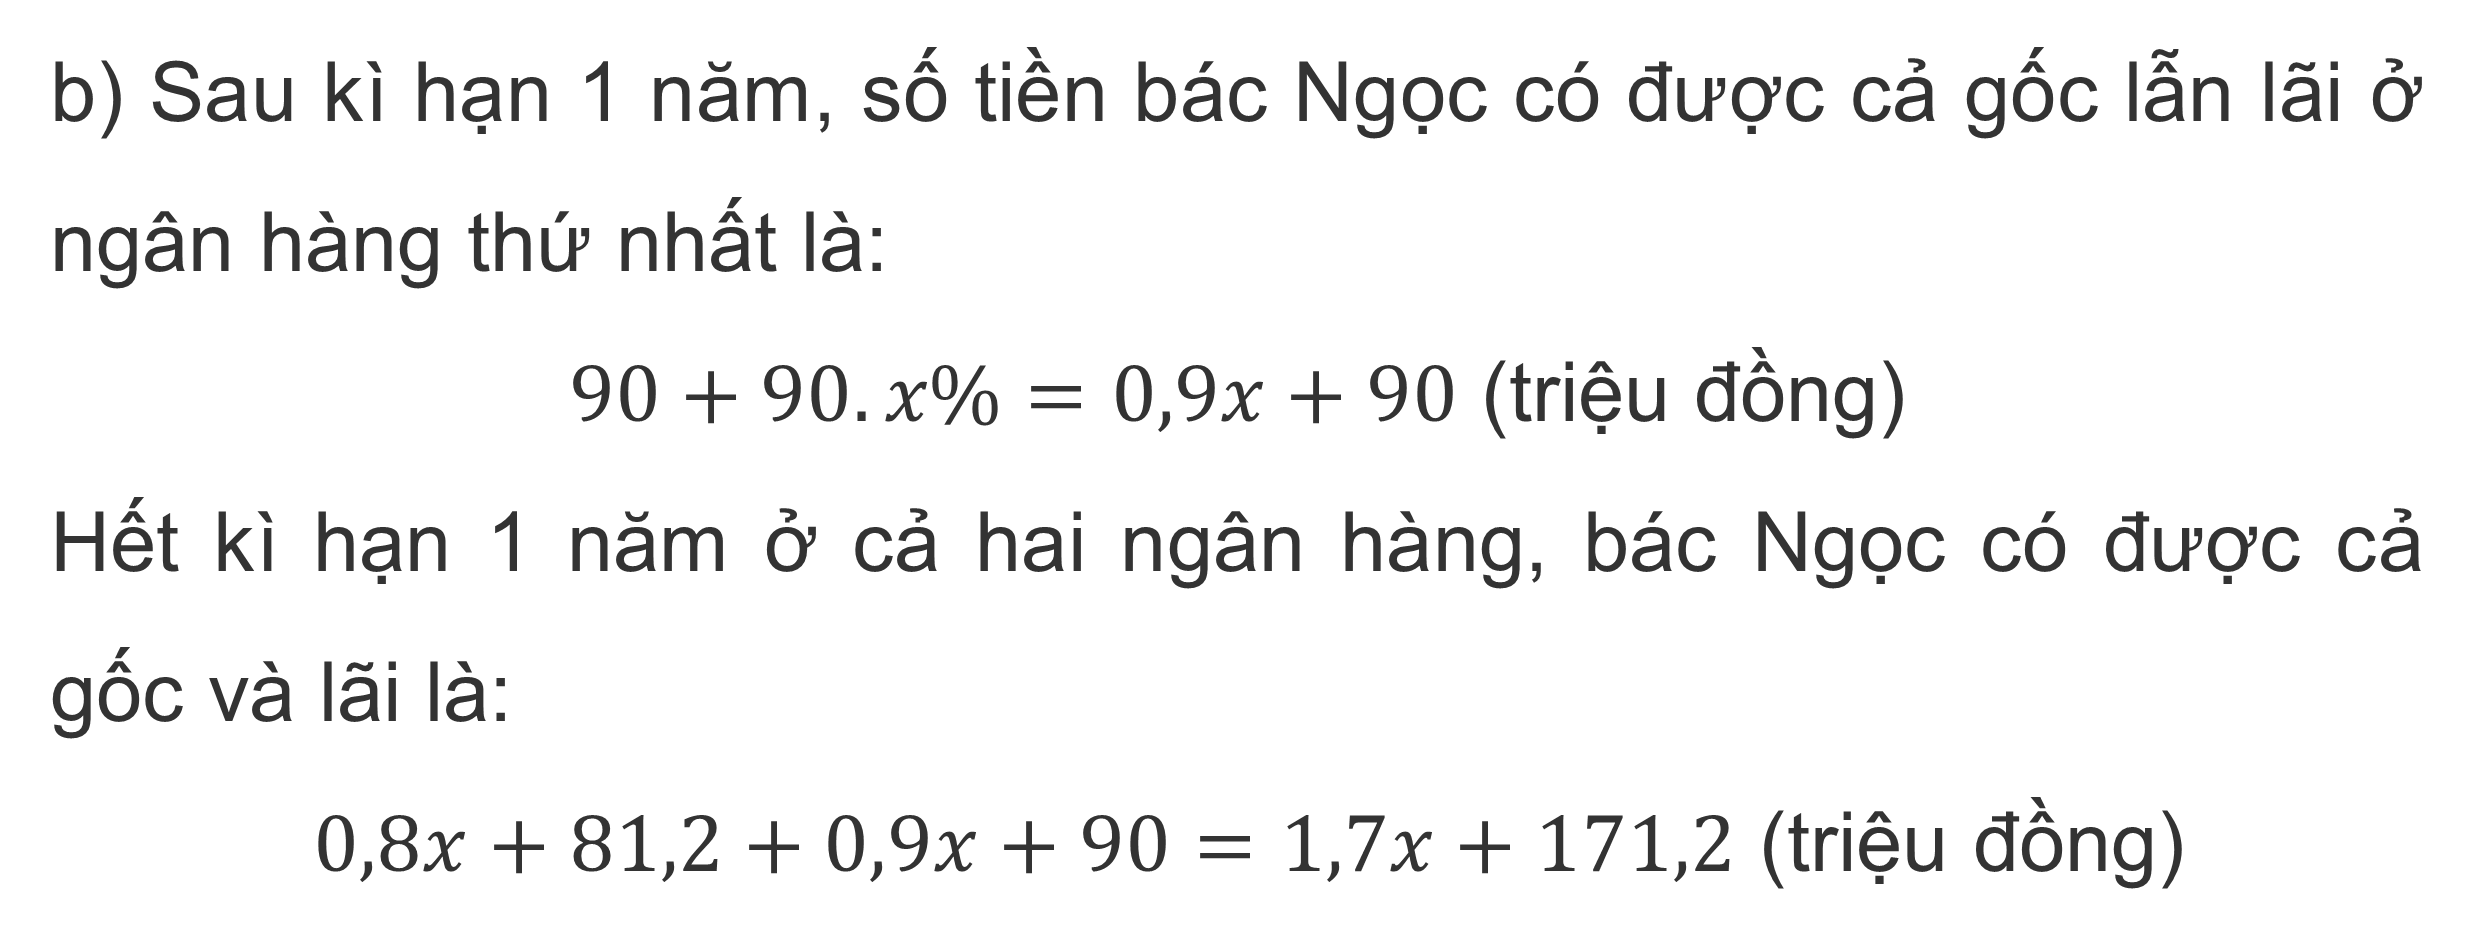 b) Sau kì hạn 1 năm, số tiền bác Ngọc có được cả gốc lẫn lãi ở
ngân hàng thứ nhất là:
90 + 90. x% = 0,9x + 90 (triệu đồng)
Hết kì hạn 1 năm ở cả hai ngân hàng, bác Ngọc có được cả
gốc và lãi là:
0,8x + 81,2 + 0,9x + 90 = 1,7x + 171,2 (triệu đồng)